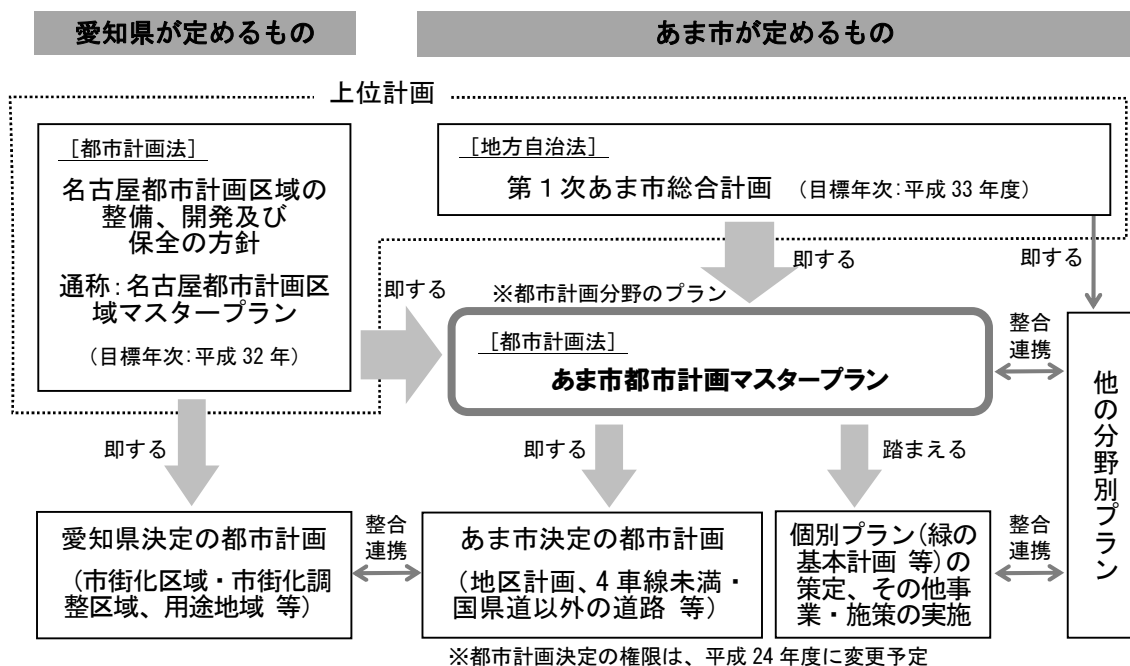 愛知県が定めるもの
あま市が定めるもの
上位計画
［都市計画法］
名古屋都市計画区域の
整備、開発及び
保全の方針
通称：名古屋都市計画区
域マスタープラン
（目標年次：平成 32 年）
［地方自治法］
第１次あま市総合計画　（目標年次：平成 33 年度）
即する
即する
即する
※都市計画分野のプラン
［都市計画法］
あま市都市計画マスタープラン
整合
連携
他の分野別プラン
即する
即する
踏まえる
愛知県決定の都市計画
（市街化区域・市街化調
整区域、用途地域 等）
整合
連携
あま市決定の都市計画
（地区計画、４車線未満・
国県道以外の道路 等）
個別プラン（緑の
基本計画 等）の
策定、その他事
業・施策の実施
整合
連携
※都市計画決定の権限は、平成 24 年度に変更予定